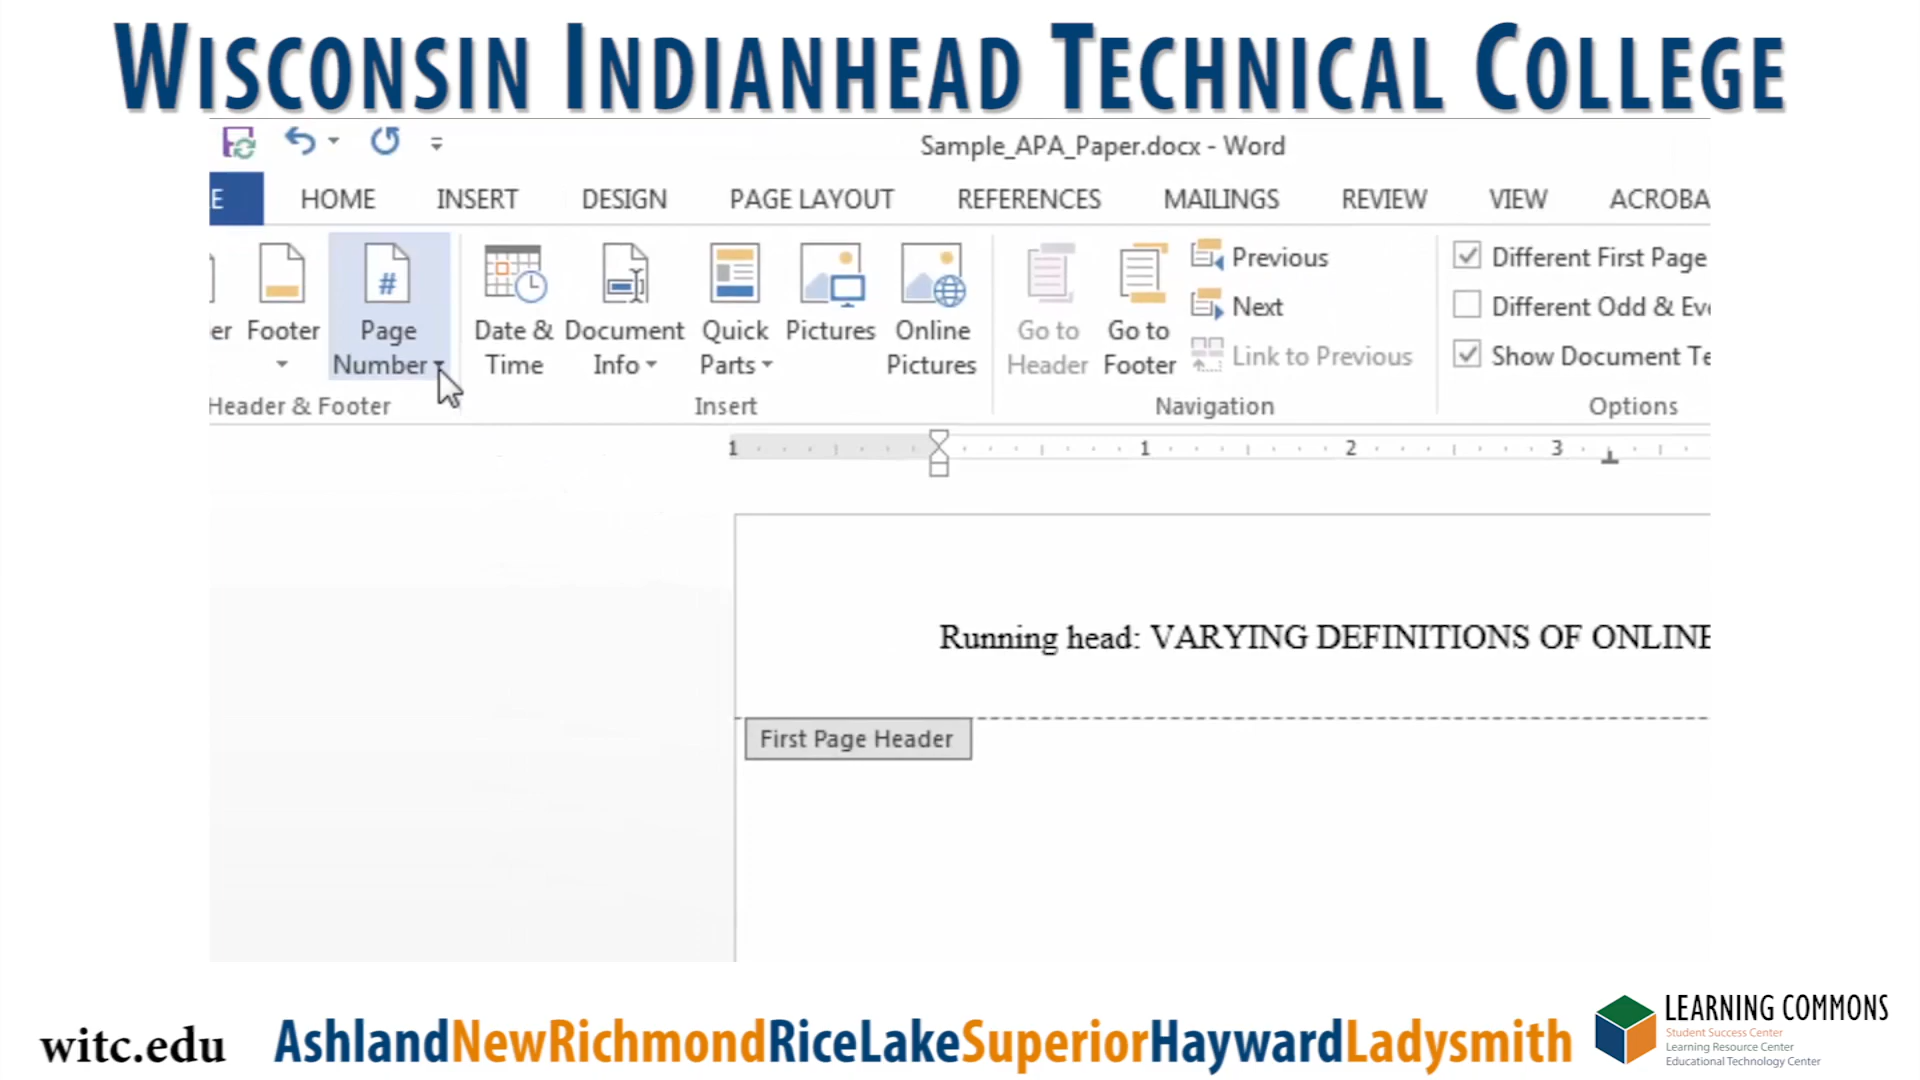 WISCONSIN INDIANHEAD TECHNICAL COLLEGE
Sample_APA_Paper.docx - Word
E HOME INSERT DESIGN PAGE LAYOUT REFERENCES MAILINGS REVIEW VIEW ACROBA
er Footer
Page Number
#
Date & Time
Document Info
Quick Parts
Pictures
Online Pictures
Go to Header
Go to Footer
Previous
Next
Link to Previous
Different First Page
Different Odd & Eve
Show Document Te
Header & Footer Insert Navigation Options
1 1 2 3
Running head: VARYING DEFINITIONS OF ONLINE
First Page Header
witc.edu
AshlandNewRichmondRiceLakeSuperiorHaywardLadysmith
LEARNING COMMONS
Student Success Center
Learning Resource Center
Educational Technology Center